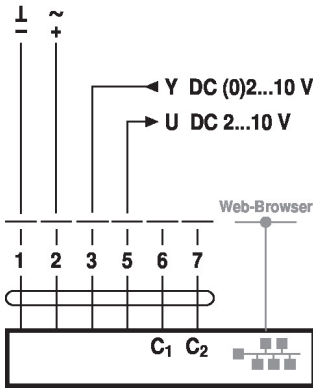 ⊥ ~
− +
Y DC (0)2...10 V
U DC 2...10 V
Web-Browser
1 2 3 5 6 7
C₁ C₂